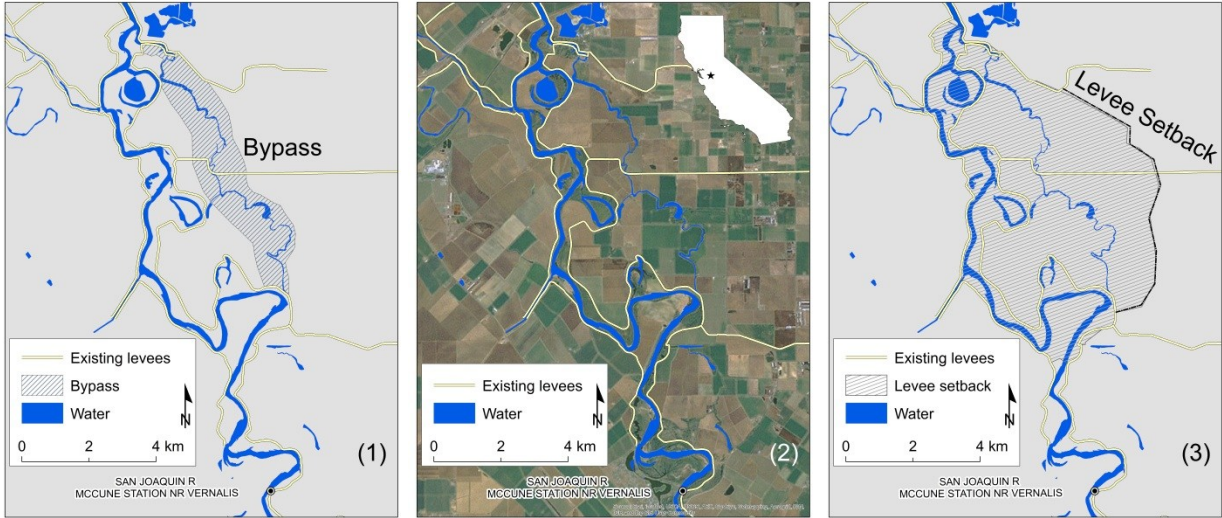 Bypass
Existing levees
Bypass
Water
N
0 2 4 km
(1)
SAN JOAQUIN R
MCCUNE STATION NR VERNALIS
Existing levees
Water
N
0 2 4 km
(2)
SAN JOAQUIN R
MCCUNE STATION NR VERNALIS
Levee Setback
Existing levees
Levee setback
Water
N
0 2 4 km
(3)
SAN JOAQUIN R
MCCUNE STATION NR VERNALIS